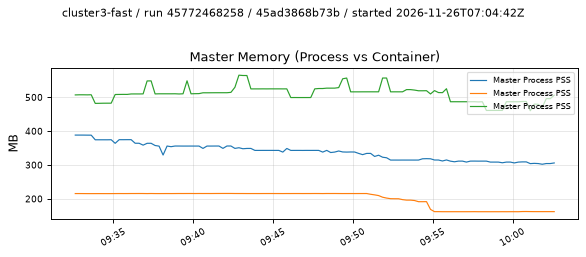 cluster3-fast / run 45772468258 / 45ad3868b73b / started 2026-11-26T07:04:42Z
Master Memory (Process vs Container)
Master Process PSS
Master Process PSS
Master Process PSS
MB
500
400
300
200
09:35
09:40
09:45
09:50
09:55
10:00